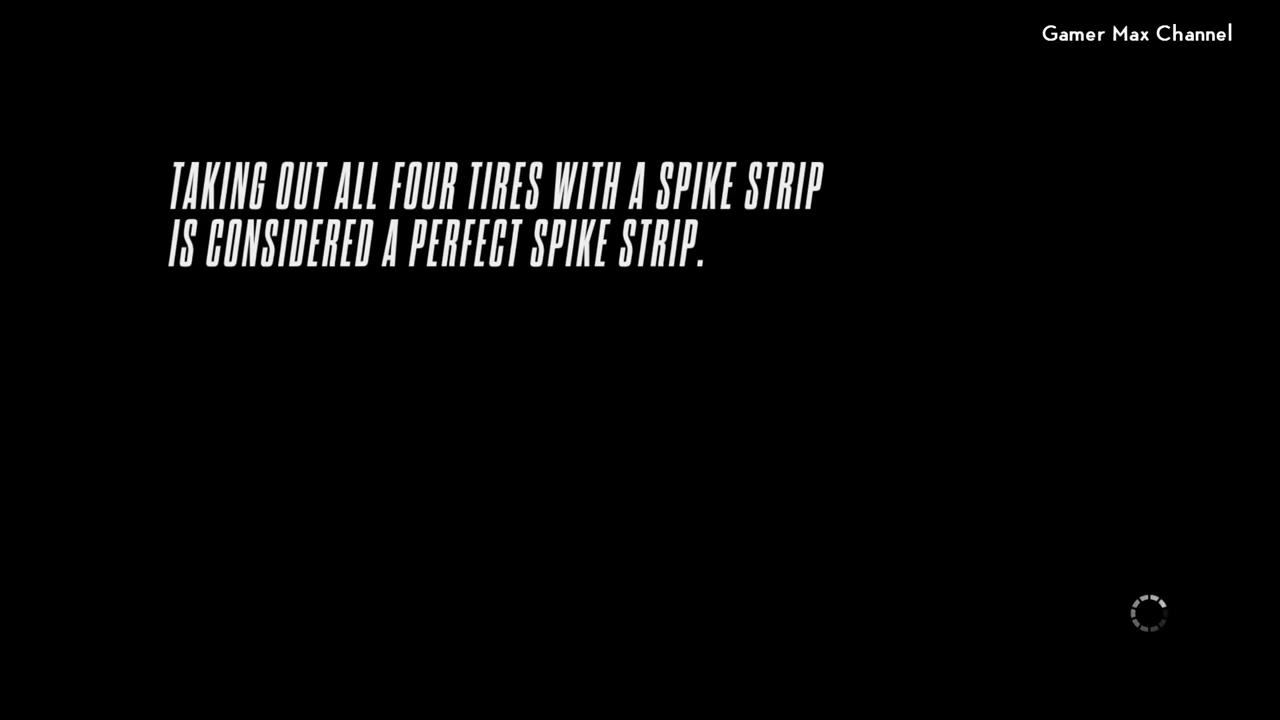 Gamer Max Channel
TAKING OUT ALL FOUR TIRES WITH A SPIKE STRIP
IS CONSIDERED A PERFECT SPIKE STRIP.